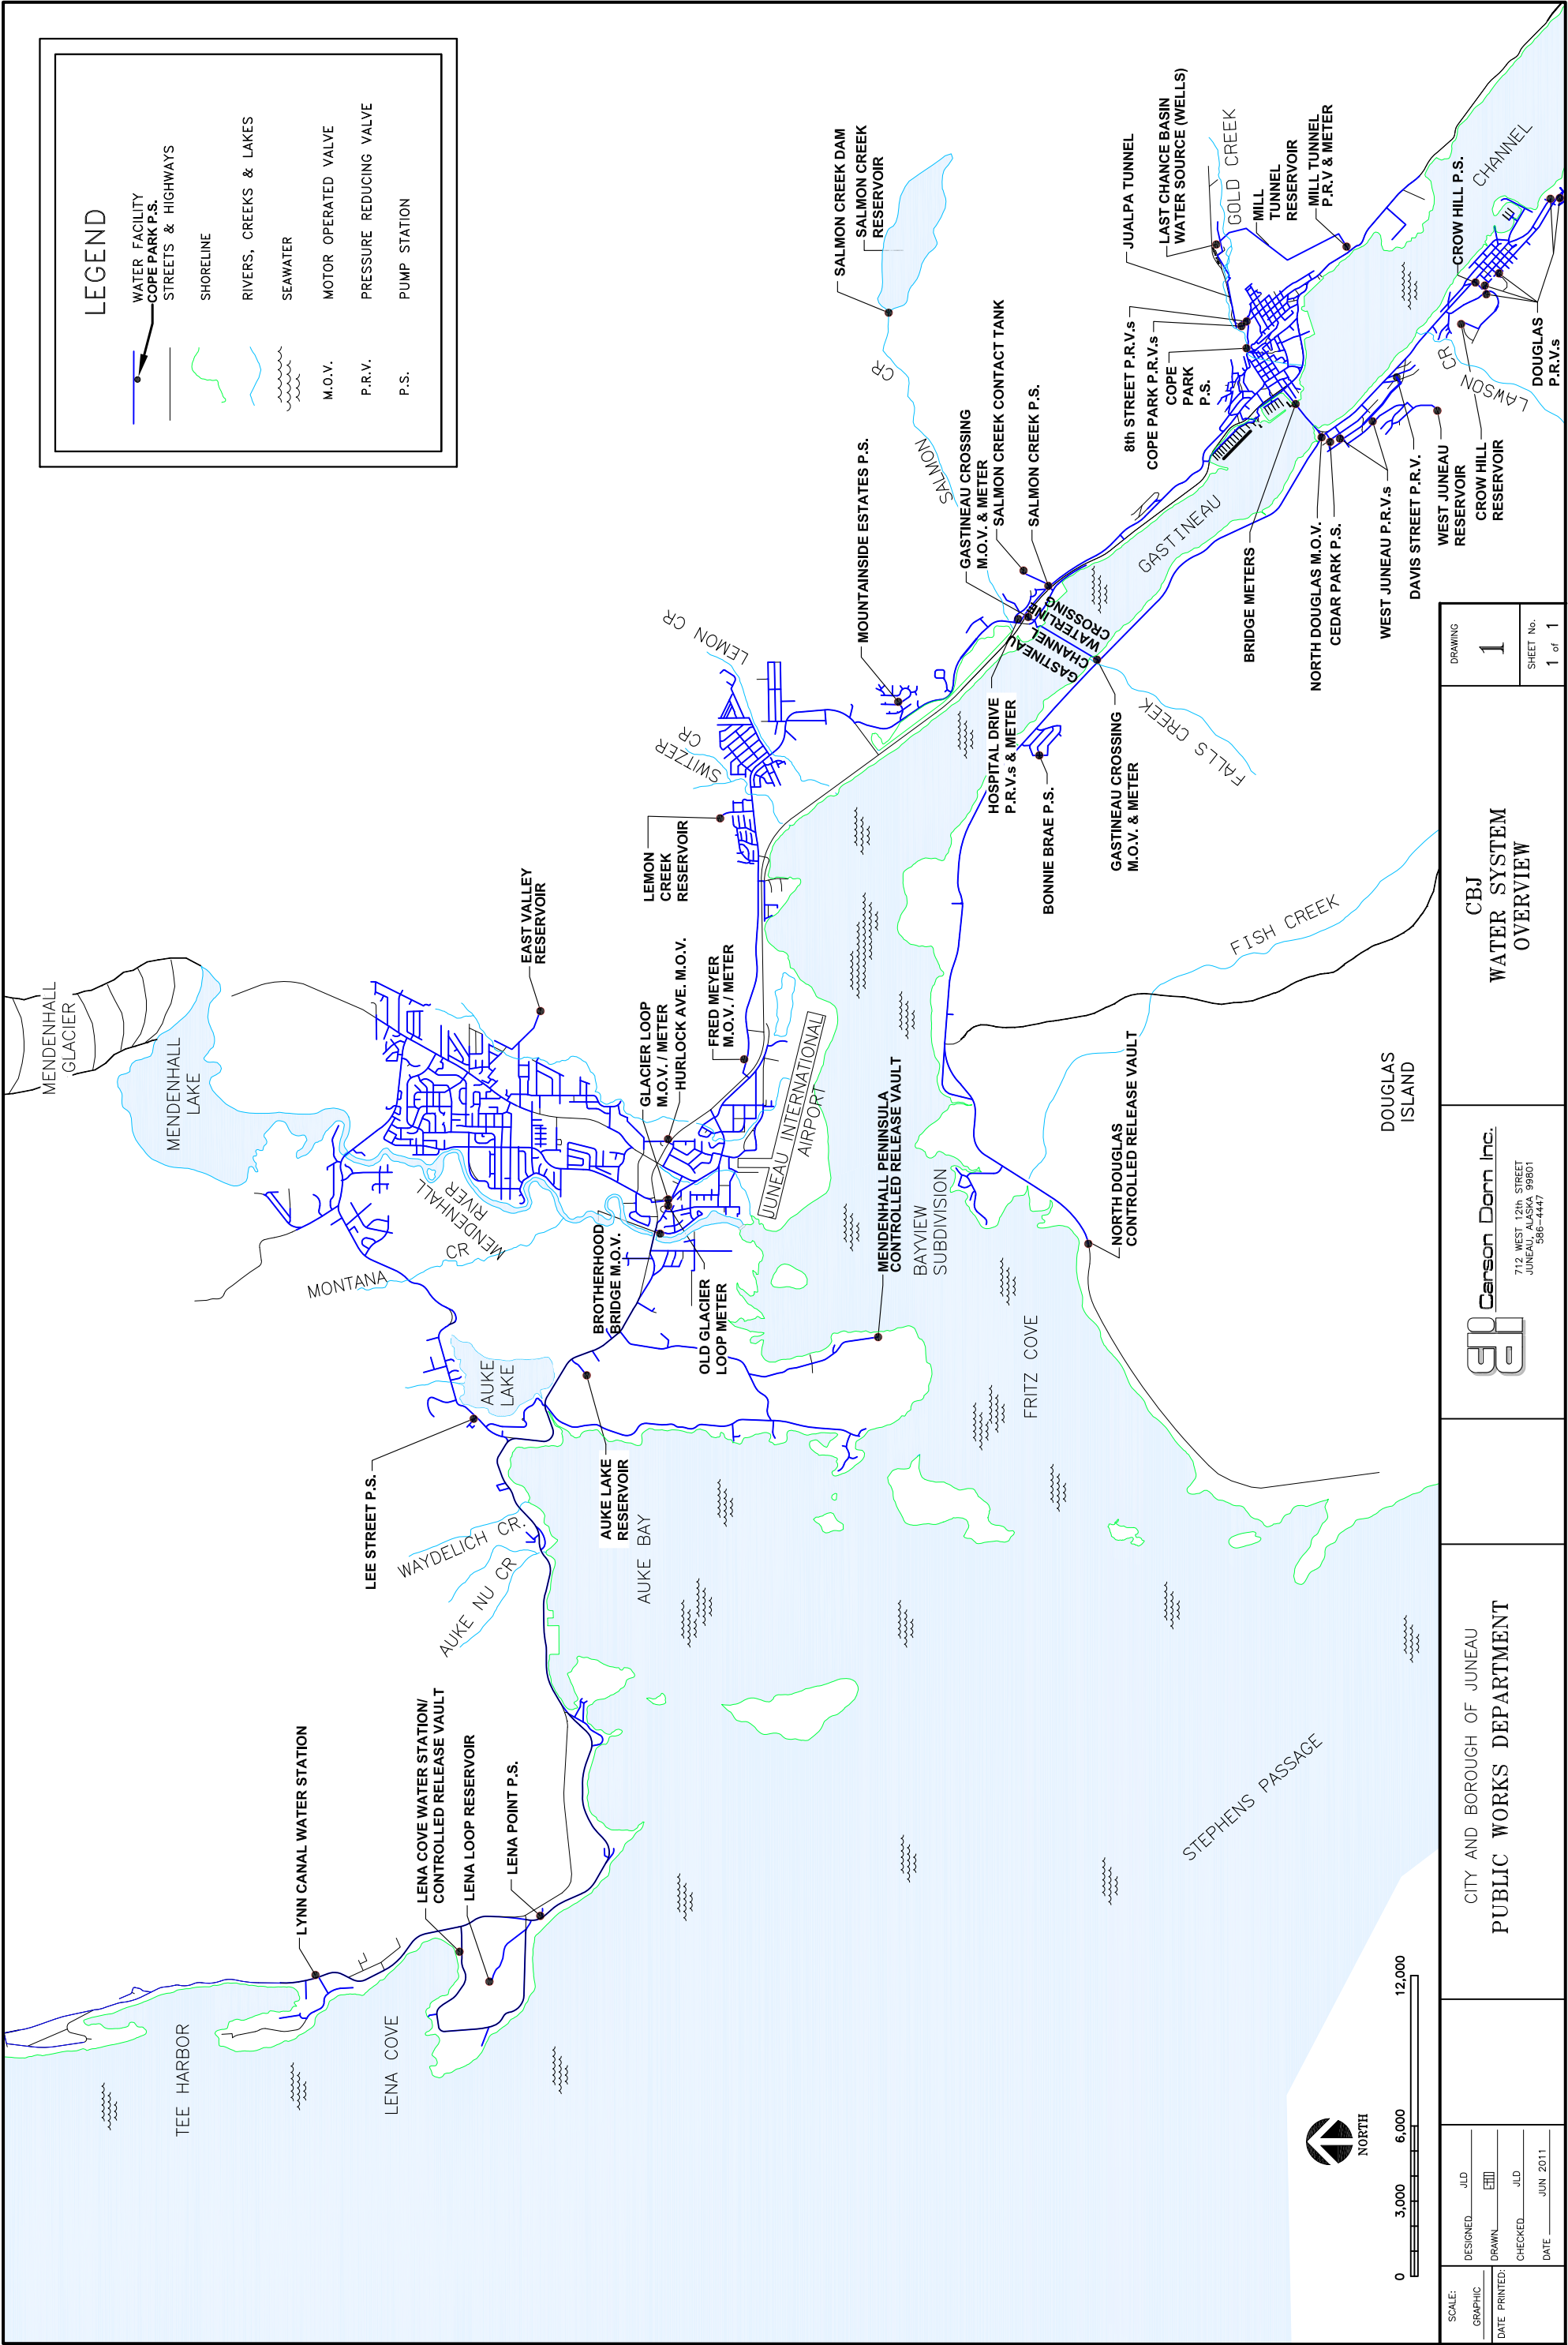 LEGEND
WATER FACILITY
COPE PARK P.S.
STREETS & HIGHWAYS
SHORELINE
RIVERS, CREEKS & LAKES
SEAWATER
M.O.V. MOTOR OPERATED VALVE
P.R.V. PRESSURE REDUCING VALVE
P.S. PUMP STATION
MENDENHALL
GLACIER
MENDENHALL
LAKE
TEE HARBOR
LYNN CANAL WATER STATION
LENA COVE
LENA COVE WATER STATION/
CONTROLLED RELEASE VAULT
LENA LOOP RESERVOIR
LENA POINT P.S.
LEE STREET P.S.
WAYDELICH CR.
AUKE NU CR
AUKE
LAKE
MONTANA
CR
MENDENHALL
RIVER
EAST VALLEY
RESERVOIR
AUKE LAKE
RESERVOIR
AUKE BAY
BROTHERHOOD
BRIDGE M.O.V.
OLD GLACIER
LOOP METER
GLACIER LOOP
M.O.V. / METER
HURLOCK AVE. M.O.V.
FRED MEYER
M.O.V. / METER
JUNEAU INTERNATIONAL
AIRPORT
LEMON
CREEK
RESERVOIR
SWITZER
CR
LEMON CR
MOUNTAINSIDE ESTATES P.S.
SALMON CREEK DAM
SALMON CREEK
RESERVOIR
SALMON
CR
GASTINEAU CROSSING
M.O.V. & METER
SALMON CREEK CONTACT TANK
SALMON CREEK P.S.
GASTINEAU
CHANNEL
WATERLINE
CROSSING
HOSPITAL DRIVE
P.R.V.s & METER
BONNIE BRAE P.S.
GASTINEAU CROSSING
M.O.V. & METER
FALLS CREEK
FISH CREEK
MENDENHALL PENINSULA
CONTROLLED RELEASE VAULT
BAYVIEW
SUBDIVISION
FRITZ COVE
NORTH DOUGLAS
CONTROLLED RELEASE VAULT
DOUGLAS
ISLAND
STEPHENS PASSAGE
GASTINEAU
CHANNEL
JUALPA TUNNEL
LAST CHANCE BASIN
WATER SOURCE (WELLS)
GOLD CREEK
MILL
TUNNEL
RESERVOIR
MILL TUNNEL
P.R.V & METER
8th STREET P.R.V.s
COPE PARK P.R.V.s
COPE
PARK
P.S.
BRIDGE METERS
NORTH DOUGLAS M.O.V.
CEDAR PARK P.S.
WEST JUNEAU P.R.V.s
DAVIS STREET P.R.V.
WEST JUNEAU
RESERVOIR
CROW HILL
RESERVOIR
LAWSON
CR
CROW HILL P.S.
DOUGLAS
P.R.V.s
NORTH
0 3,000 6,000 12,000
SCALE:
GRAPHIC
DATE PRINTED:
DESIGNED JLD
DRAWN
CHECKED JLD
DATE JUN 2011
CITY AND BOROUGH OF JUNEAU
PUBLIC WORKS DEPARTMENT
Carson Dorn Inc.
712 WEST 12th STREET
JUNEAU, ALASKA 99801
586-4447
CBJ
WATER SYSTEM
OVERVIEW
DRAWING
1
SHEET No.
1 of 1